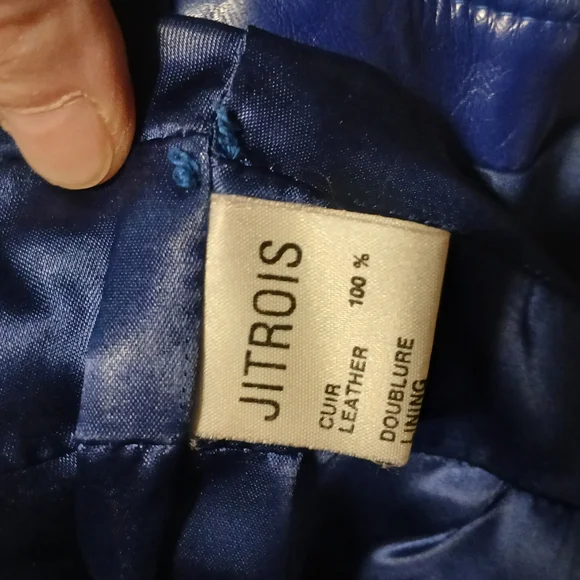 JITROIS
CUIR
LEATHER 100 %
DOUBLURE
LINING